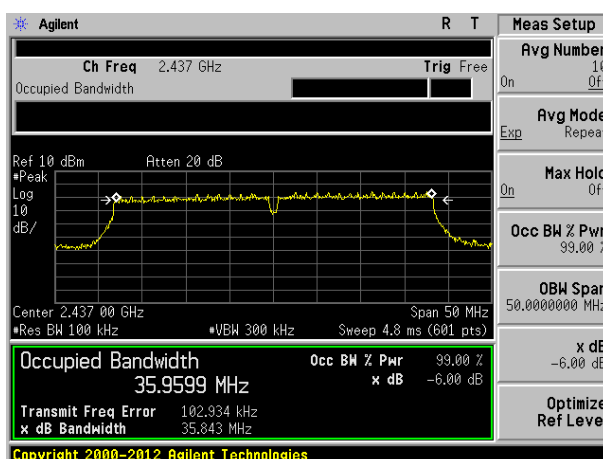 Agilent R T Meas Setup
Ch Freq 2.437 GHz Trig Free
Occupied Bandwidth
Ref 10 dBm Atten 20 dB
#Peak
Log
10
dB/
Center 2.437 00 GHz Span 50 MHz
#Res BW 100 kHz #VBW 300 kHz Sweep 4.8 ms (601 pts)
Occupied Bandwidth
35.9599 MHz
Occ BW % Pwr 99.00 %
x dB -6.00 dB
Transmit Freq Error 102.934 kHz
x dB Bandwidth 35.843 MHz
Copyright 2000-2012 Agilent Technologies
Avg Number
10
On Of
Avg Mode
Exp Repea
Max Hold
On Of
Occ BW % Pwr
99.00 %
OBW Span
50.0000000 MHz
x dB
-6.00 dB
Optimize
Ref Leve